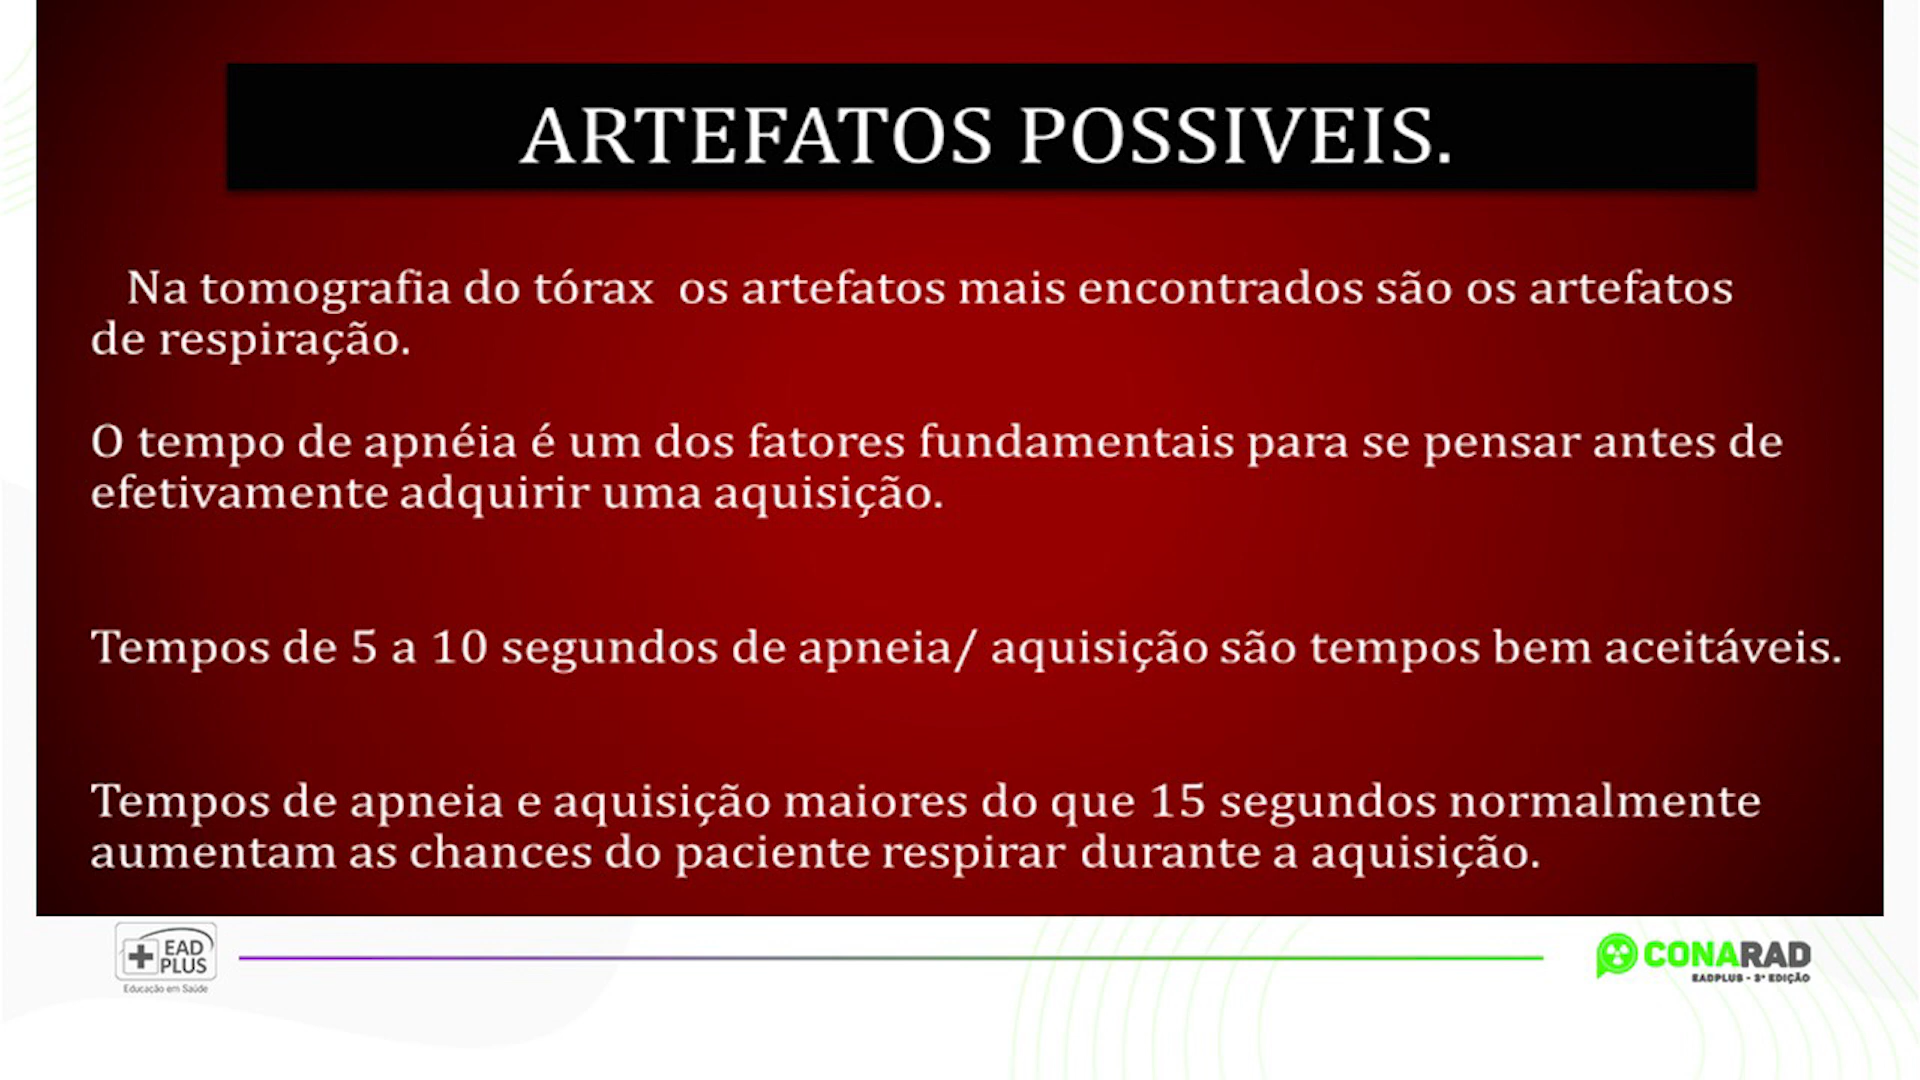 ARTEFATOS POSSIVEIS.
Na tomografia do tórax os artefatos mais encontrados são os artefatos
de respiração.
O tempo de apnéia é um dos fatores fundamentais para se pensar antes de
efetivamente adquirir uma aquisição.
Tempos de 5 a 10 segundos de apneia/ aquisição são tempos bem aceitáveis.
Tempos de apneia e aquisição maiores do que 15 segundos normalmente
aumentam as chances do paciente respirar durante a aquisição.
EAD
PLUS
Educação em Saúde
CONARAD
EADPLUS - 3ª EDIÇÃO